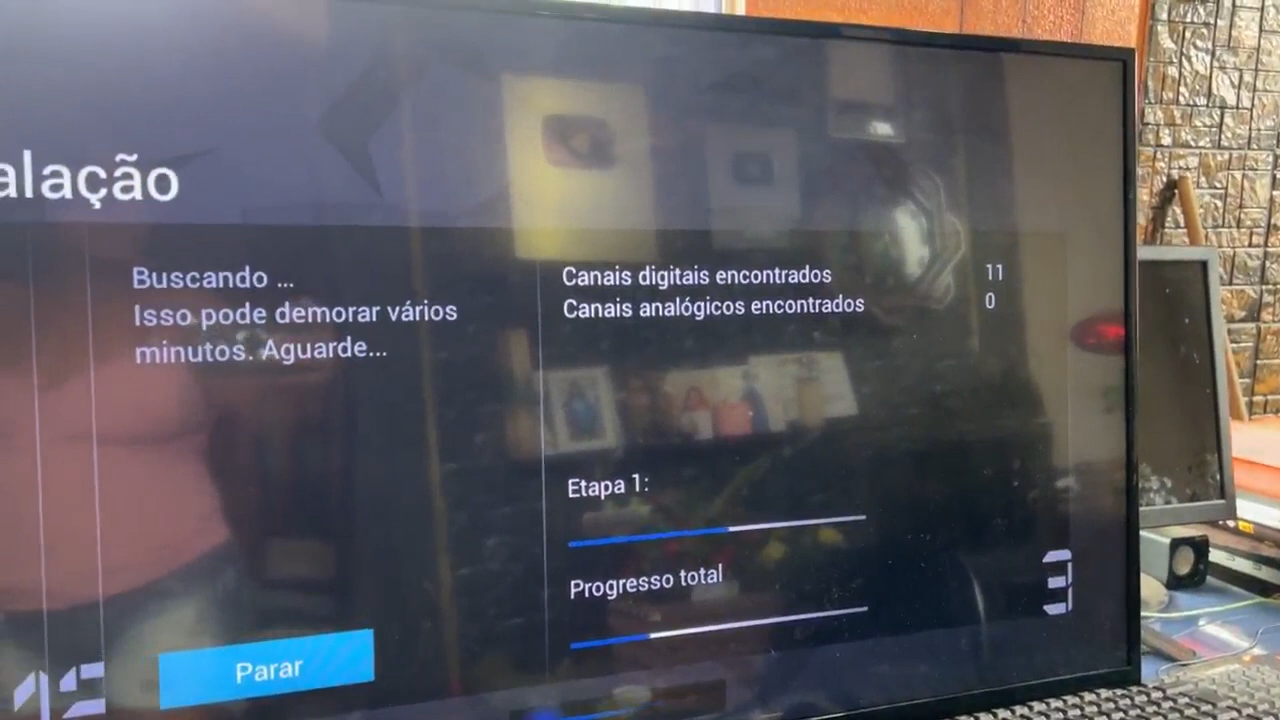 alação
Buscando ...
Isso pode demorar vários
minutos. Aguarde...
Canais digitais encontrados 11
Canais analógicos encontrados 0
Etapa 1:
Progresso total
Parar
3